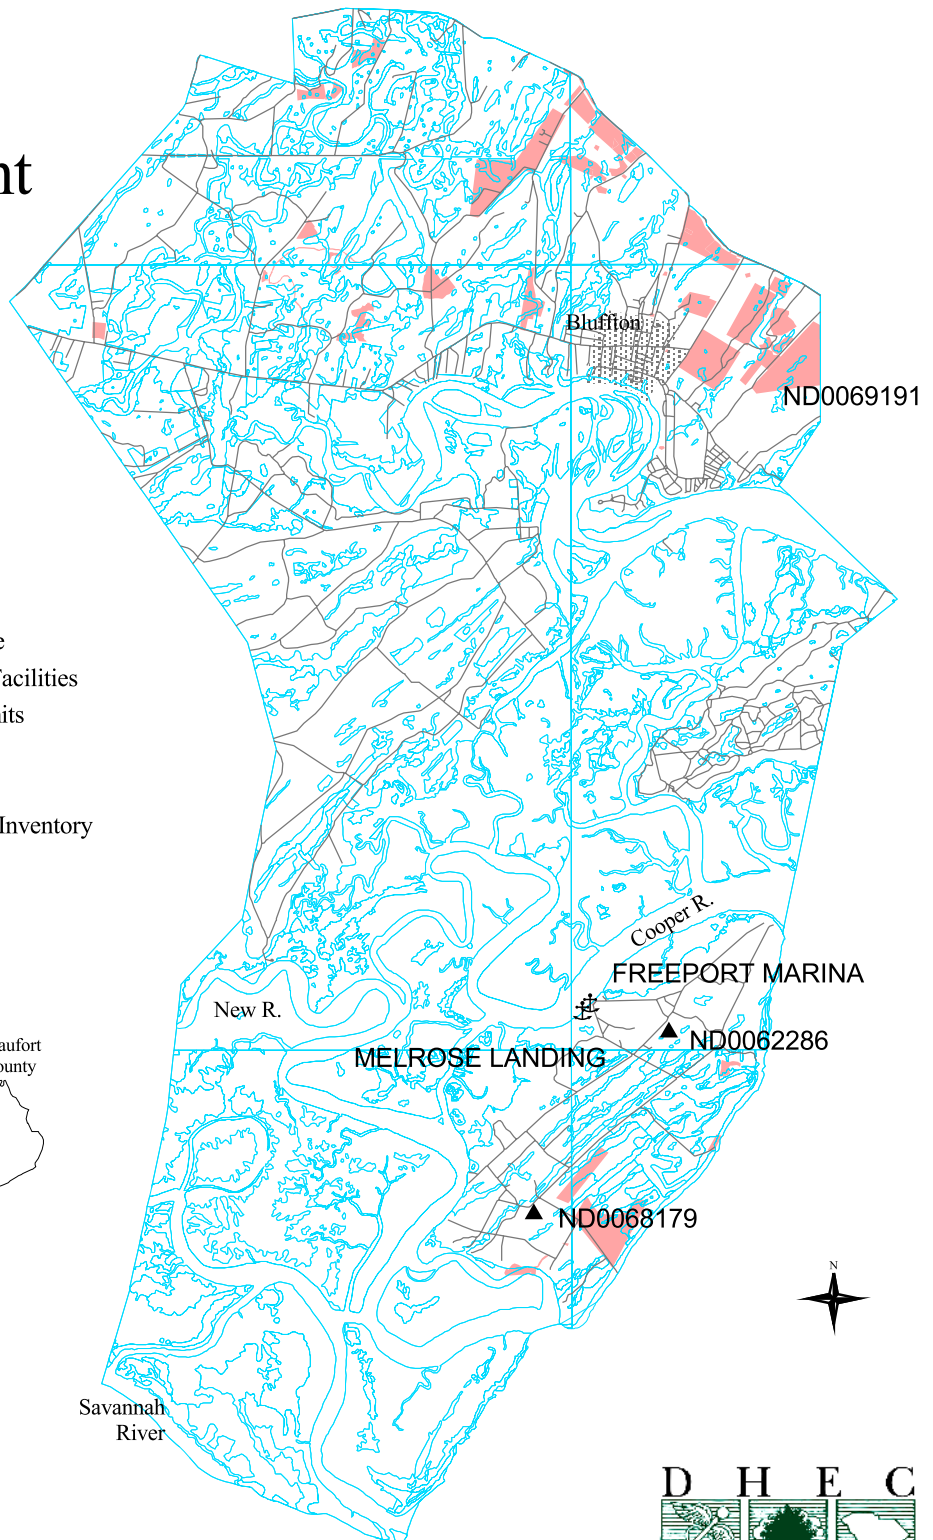 nt
Bluffton
ND0069191
e
Facilities
its
Inventory
Cooper R.
FREEPORT MARINA
New R.
ND0062286
MELROSE LANDING
aufort
ounty
ND0068179
N
Savannah
River
D H E C